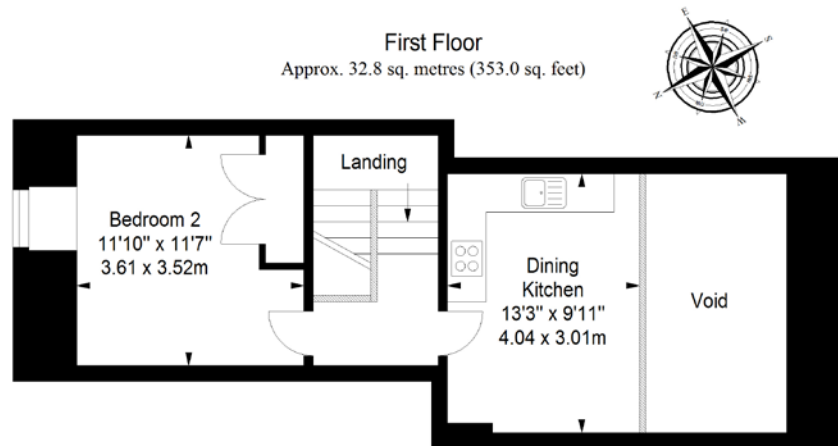 First Floor
Approx. 32.8 sq. metres (353.0 sq. feet)
E
S
N
W
Landing
Bedroom 2
11'10" x 11'7"
3.61 x 3.52m
Dining
Kitchen
13'3" x 9'11"
4.04 x 3.01m
Void